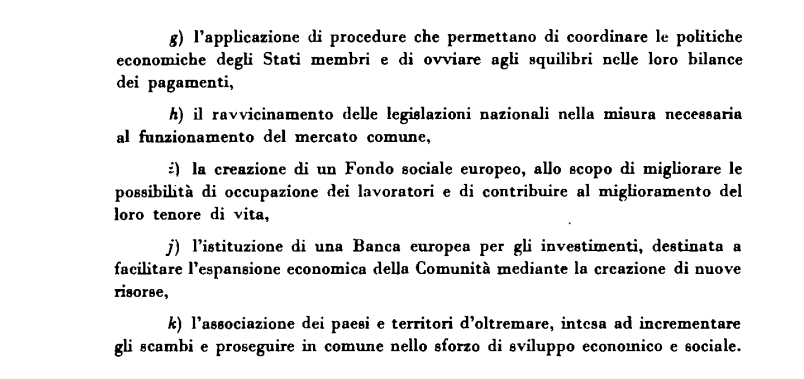 g) l'applicazione di procedure che permettano di coordinare le politiche
economiche degli Stati membri e di ovviare agli squilibri nelle loro bilance
dei pagamenti,
h) il ravvicinamento delle legislazioni nazionali nella misura necessaria
al funzionamento del mercato comune,
i) la creazione di un Fondo sociale europeo, allo scopo di migliorare le
possibilità di occupazione dei lavoratori e di contribuire al miglioramento del
loro tenore di vita,
j) l'istituzione di una Banca europea per gli investimenti, destinata a
facilitare l'espansione economica della Comunità mediante la creazione di nuove
risorse,
k) l'associazione dei paesi e territori d'oltremare, intesa ad incrementare
gli scambi e proseguire in comune nello sforzo di sviluppo economico e sociale.